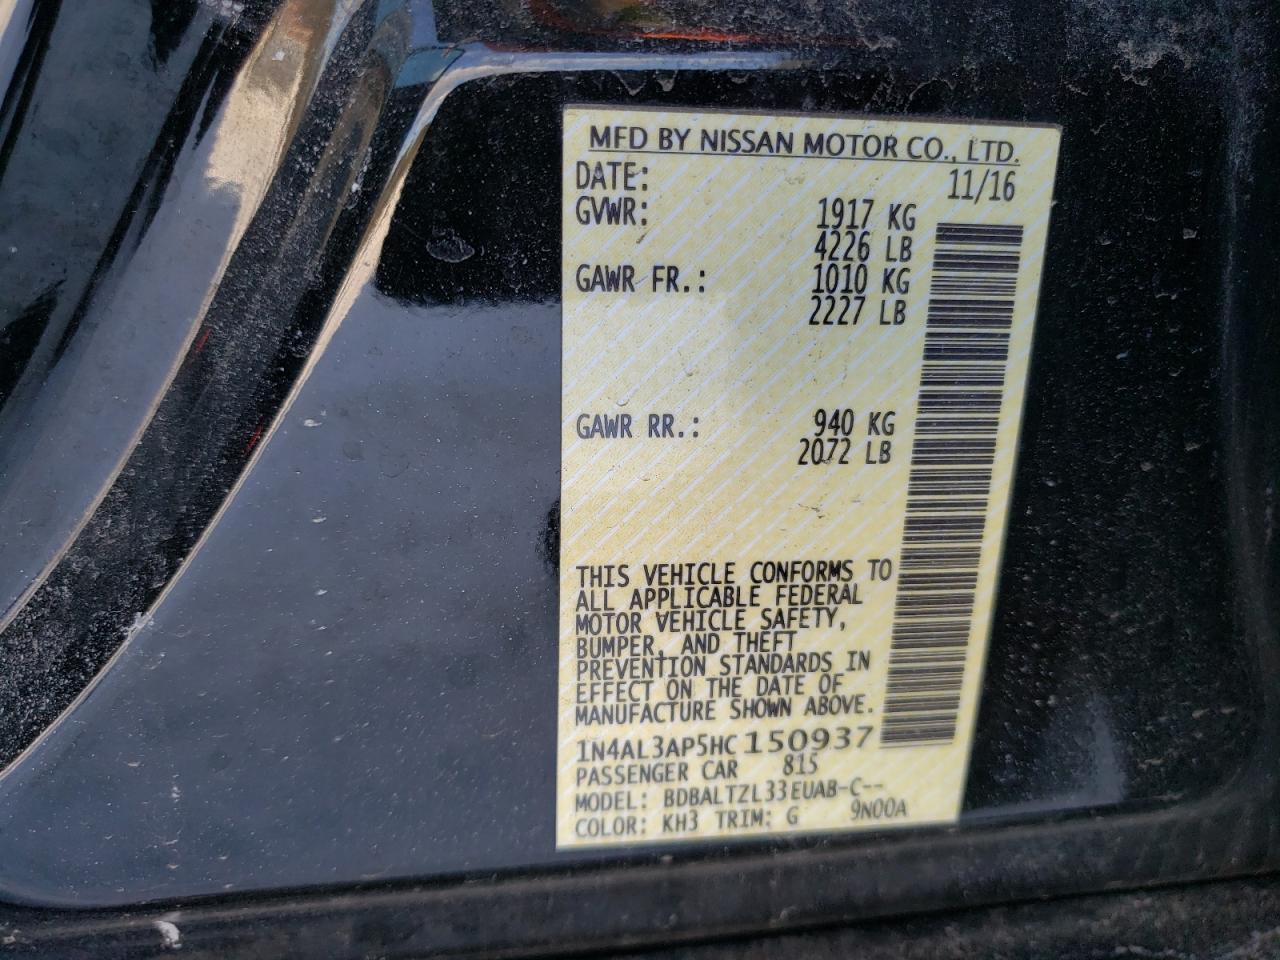 MFD BY NISSAN MOTOR CO., LTD.
DATE: 11/16
GVWR: 1917 KG
4226 LB
GAWR FR.: 1010 KG
2227 LB
GAWR RR.: 940 KG
2072 LB
THIS VEHICLE CONFORMS TO
ALL APPLICABLE FEDERAL
MOTOR VEHICLE SAFETY,
BUMPER, AND THEFT
PREVENTION STANDARDS IN
EFFECT ON THE DATE OF
MANUFACTURE SHOWN ABOVE.
1N4AL3AP5HC150937
PASSENGER CAR 815
MODEL: BDBALTZL33EUAB-C--
COLOR: KH3 TRIM: G 9N00A